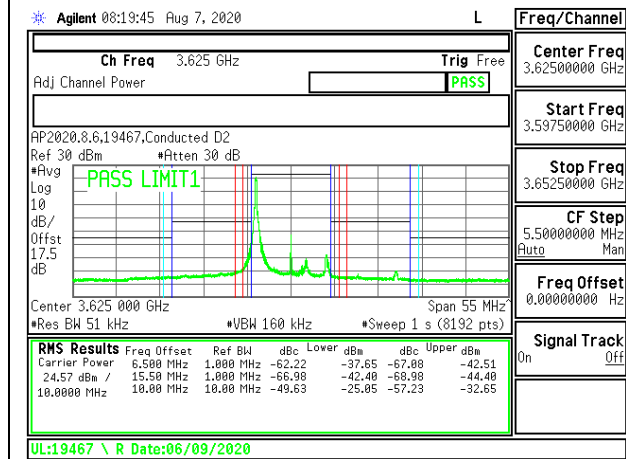 Agilent 08:19:45 Aug 7, 2020 L
Freq/Channel
Ch Freq 3.625 GHz Trig Free
Adj Channel Power PASS
Center Freq
3.62500000 GHz
Start Freq
3.59750000 GHz
Stop Freq
3.65250000 GHz
CF Step
5.50000000 MHz
Auto Man
Freq Offset
0.00000000 Hz
Signal Track
On Off
AP2020.8.6,19467,Conducted D2
Ref 30 dBm #Atten 30 dB
#Avg
Log
10
dB/
Offst
17.5
dB
PASS LIMIT1
Center 3.625 000 GHz Span 55 MHz^
#Res BW 51 kHz #VBW 160 kHz #Sweep 1 s (8192 pts)
RMS Results Freq Offset Ref BW dBc Lower dBm dBc Upper dBm
Carrier Power 6.500 MHz 1.000 MHz -62.22 -37.65 -67.08 -42.51
24.57 dBm / 15.50 MHz 1.000 MHz -66.98 -42.40 -68.98 -44.40
10.0000 MHz 10.00 MHz 10.00 MHz -49.63 -25.05 -57.23 -32.65
UL:19467 \ R Date:06/09/2020